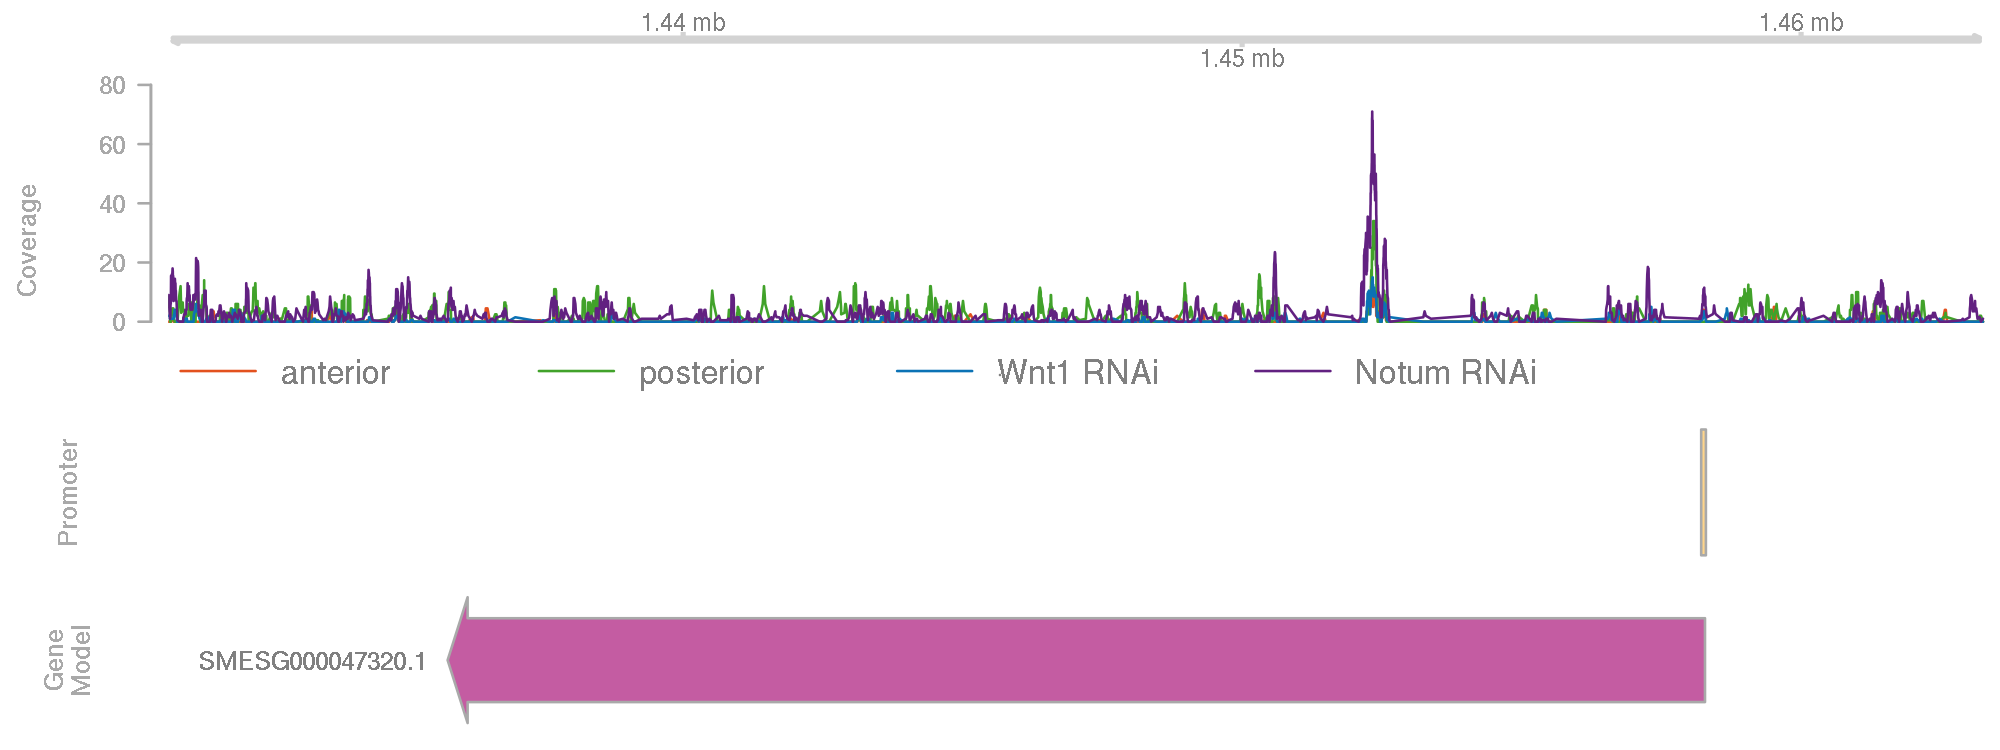 1.44 mb
1.46 mb
1.45 mb
80
60
40
20
0
Coverage
anterior
posterior
Wnt1 RNAi
Notum RNAi
Promoter
Gene
Model
SMESG000047320.1